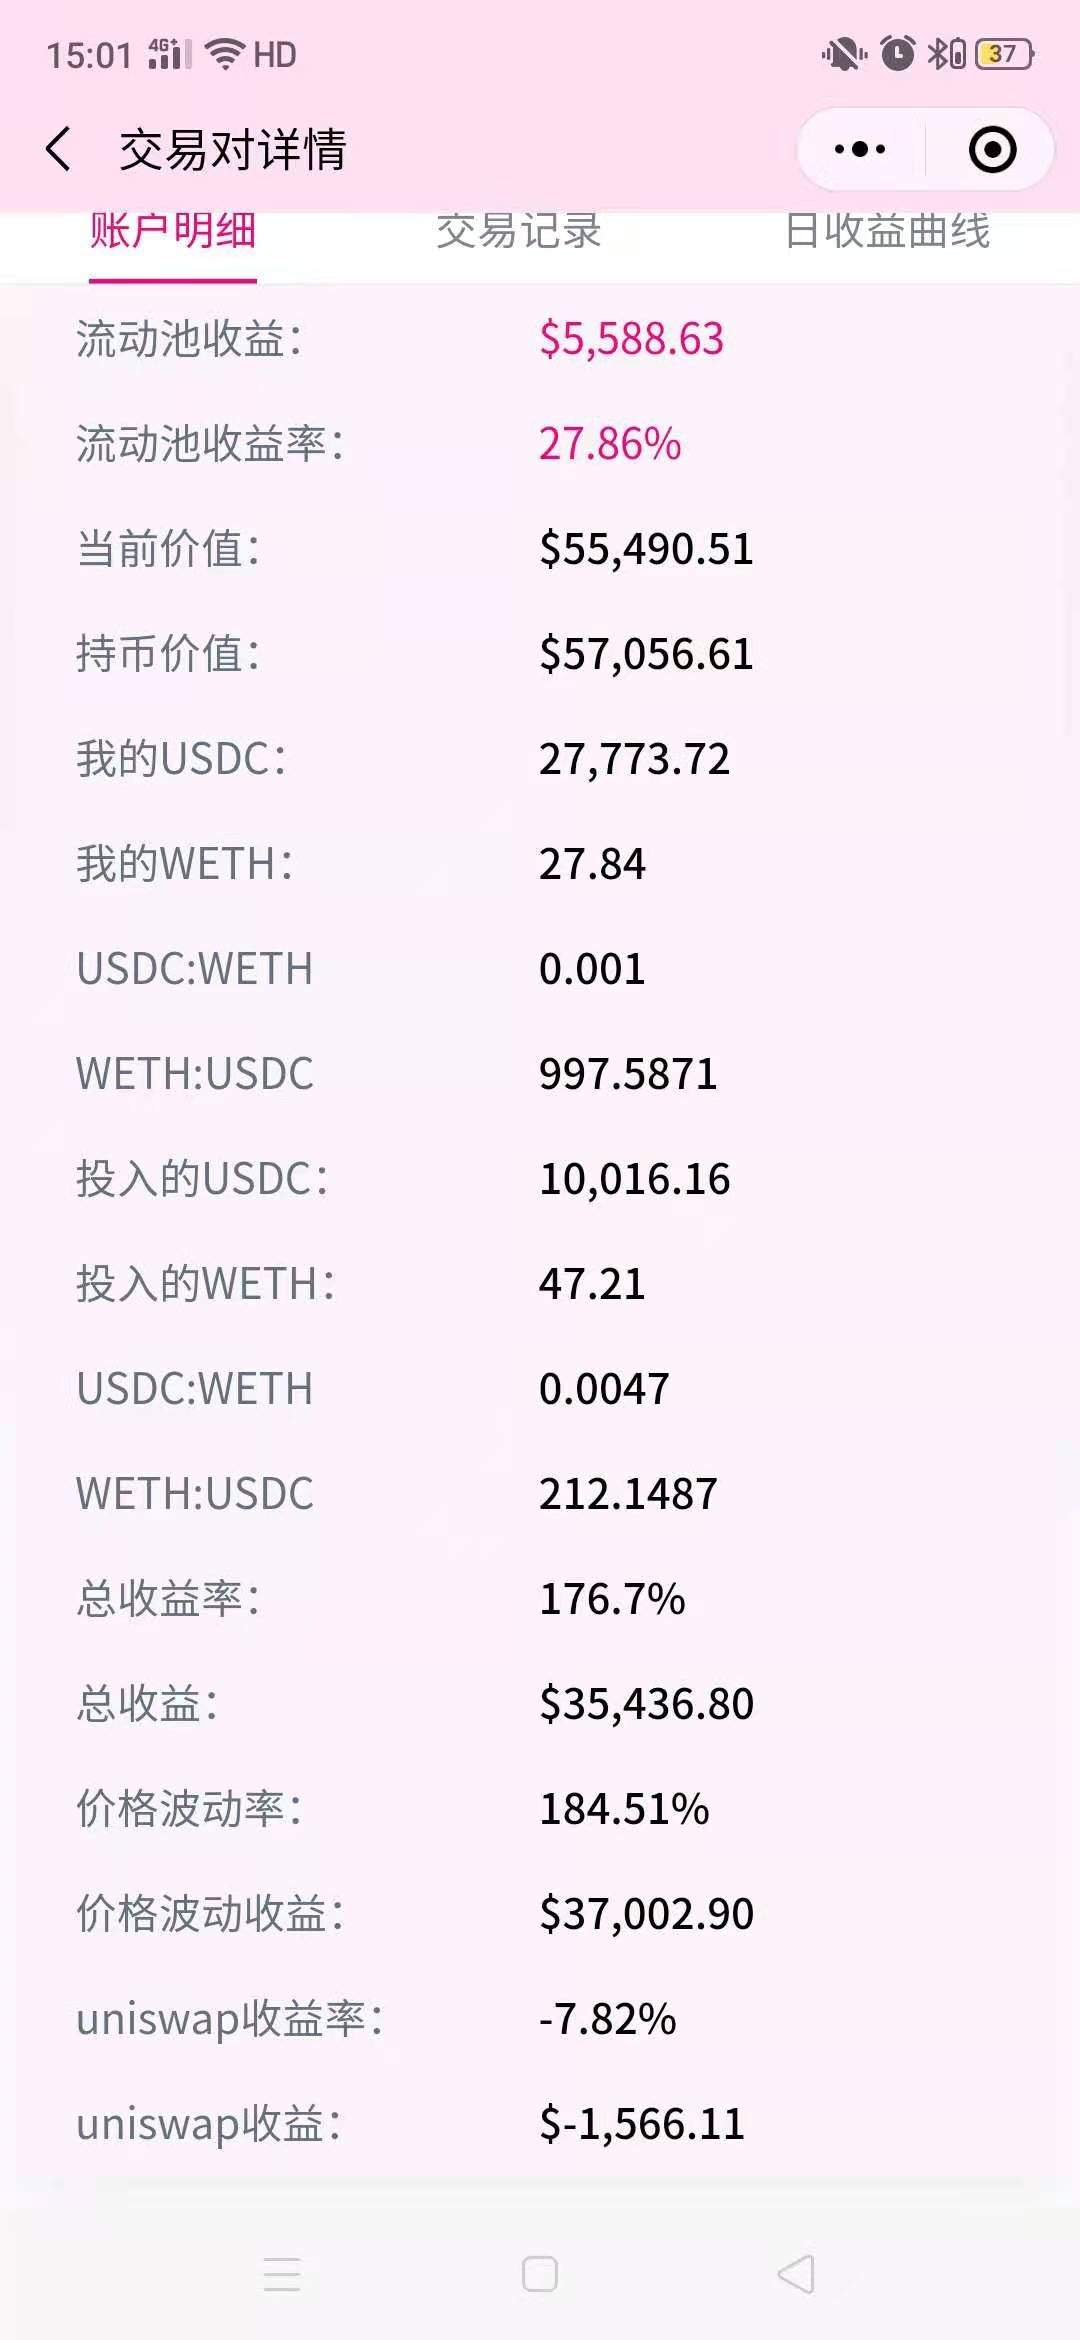 15:01 4G+ HD 37
交易对详情
账户明细 交易记录 日收益曲线
流动池收益: $5,588.63
流动池收益率: 27.86%
当前价值: $55,490.51
持币价值: $57,056.61
我的USDC: 27,773.72
我的WETH: 27.84
USDC:WETH 0.001
WETH:USDC 997.5871
投入的USDC: 10,016.16
投入的WETH: 47.21
USDC:WETH 0.0047
WETH:USDC 212.1487
总收益率: 176.7%
总收益: $35,436.80
价格波动率: 184.51%
价格波动收益: $37,002.90
uniswap收益率: -7.82%
uniswap收益: $-1,566.11